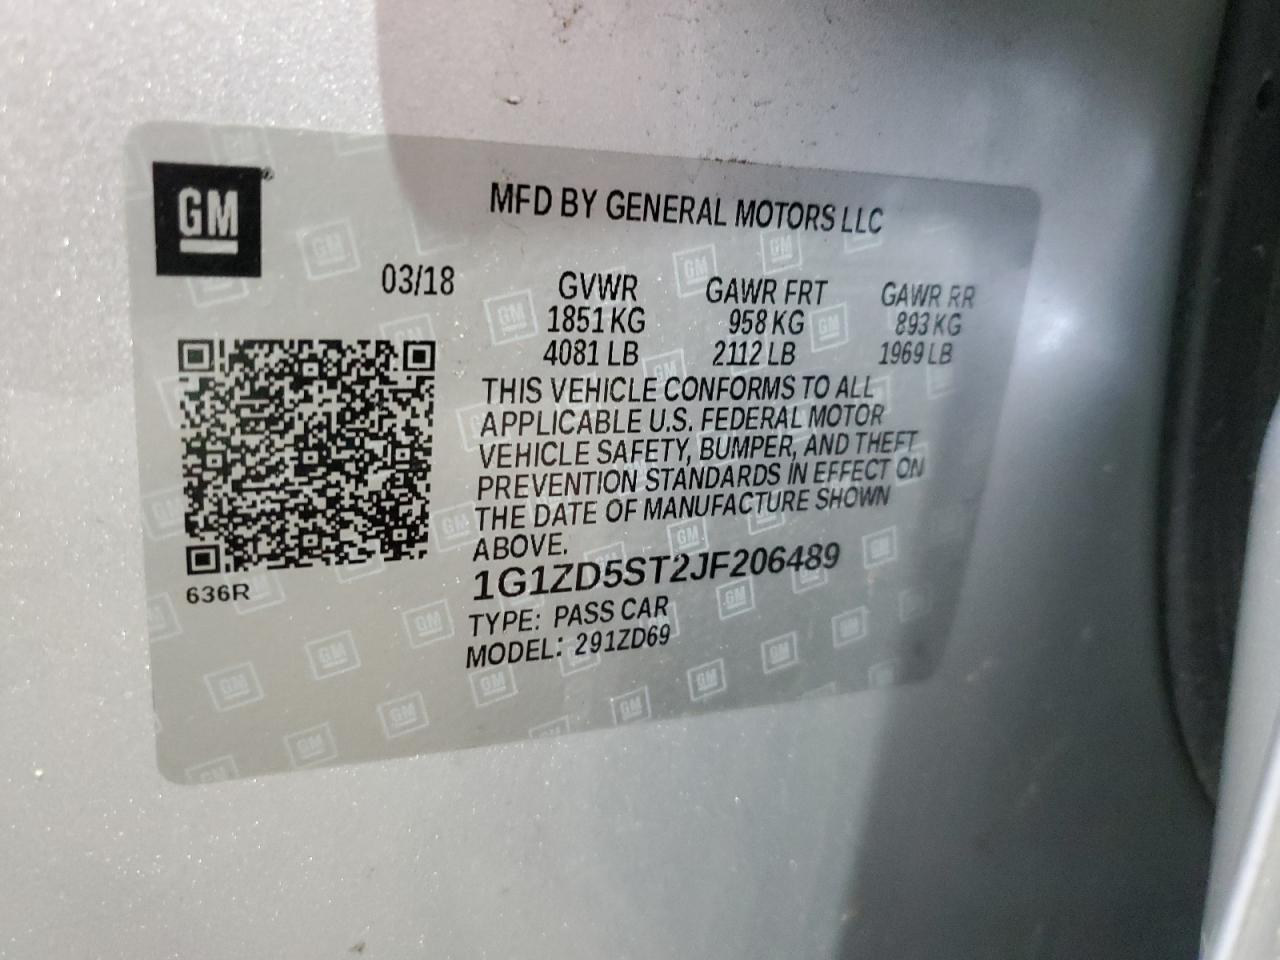 GM
MFD BY GENERAL MOTORS LLC
03/18
GVWR GAWR FRT GAWR RR
1851 KG 958 KG 893 KG
4081 LB 2112 LB 1969 LB
THIS VEHICLE CONFORMS TO ALL
APPLICABLE U.S. FEDERAL MOTOR
VEHICLE SAFETY, BUMPER, AND THEFT
PREVENTION STANDARDS IN EFFECT ON
THE DATE OF MANUFACTURE SHOWN
ABOVE.
636R
1G1ZD5ST2JF206489
TYPE: PASS CAR
MODEL: 291ZD69